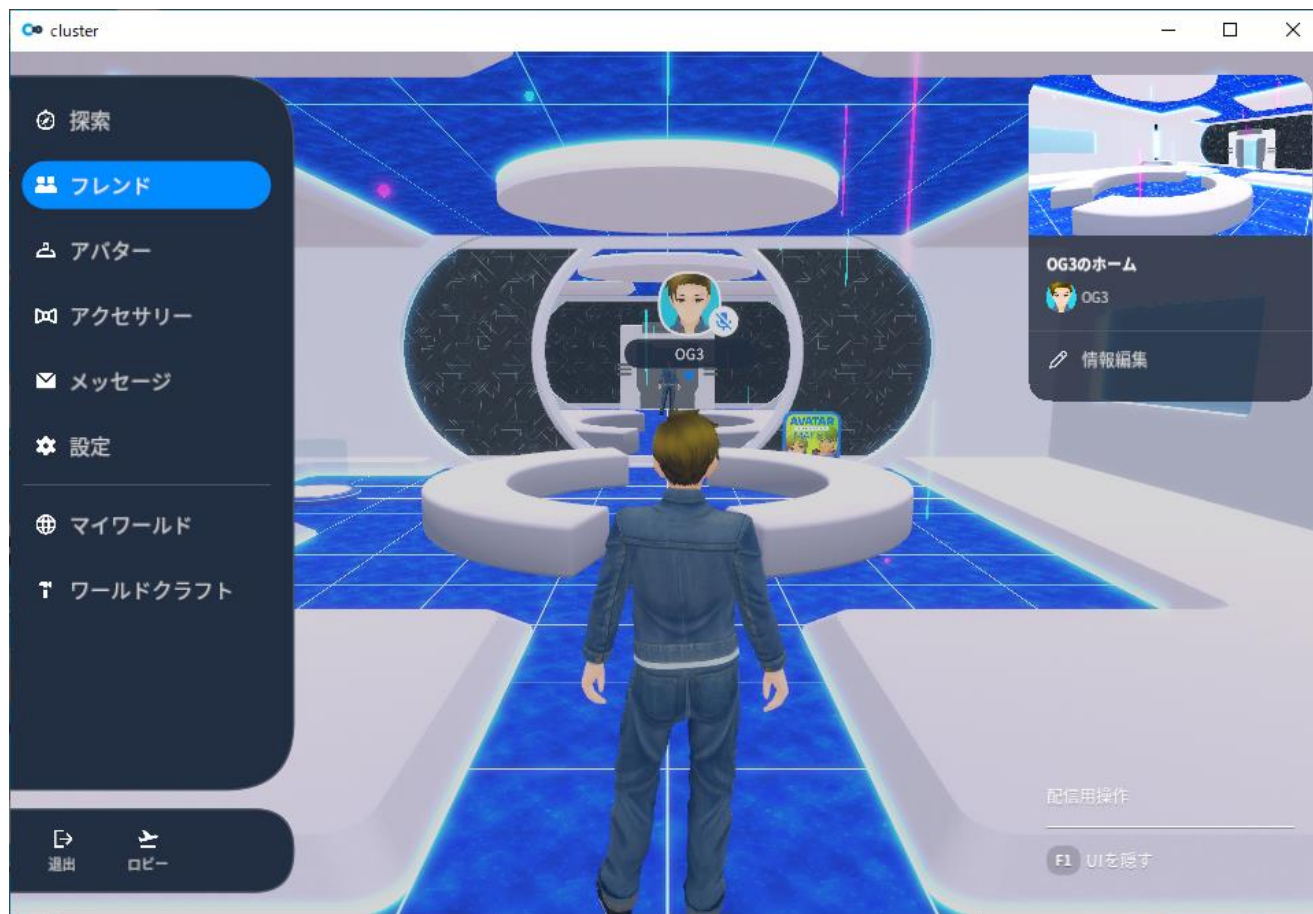 cluster
探索
フレンド
アバター
アクセサリー
メッセージ
設定
マイワールド
ワールドクラフト
退出
ロビー
OG3
AVATAR
OG3のホーム
OG3
情報編集
配信用操作
F1 UIを隠す